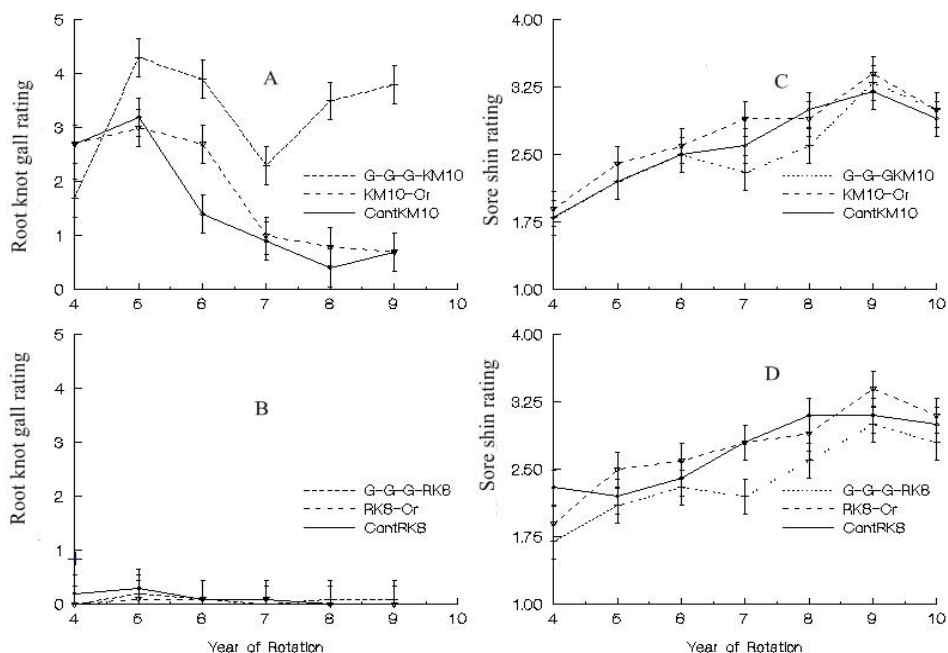 Root knot gall rating
5
4
3
2
1
0
A
G-G-G-KM10
KM10-Cr
CantKM10
4 5 6 7 8 9 10
Sore shin rating
4.00
3.25
2.50
1.75
1.00
C
G-G-GKM10
KM10-Cr
CantKM10
4 5 6 7 8 9 10
Root knot gall rating
5
4
3
2
1
0
B
G-G-G-RK8
RK8-Cr
CantRK8
4 5 6 7 8 9 10
Year of Rotation
Sore shin rating
4.00
3.25
2.50
1.75
1.00
D
G-G-G-RK8
RK8-Cr
CantRK8
4 5 6 7 8 9 10
Year of Rotation